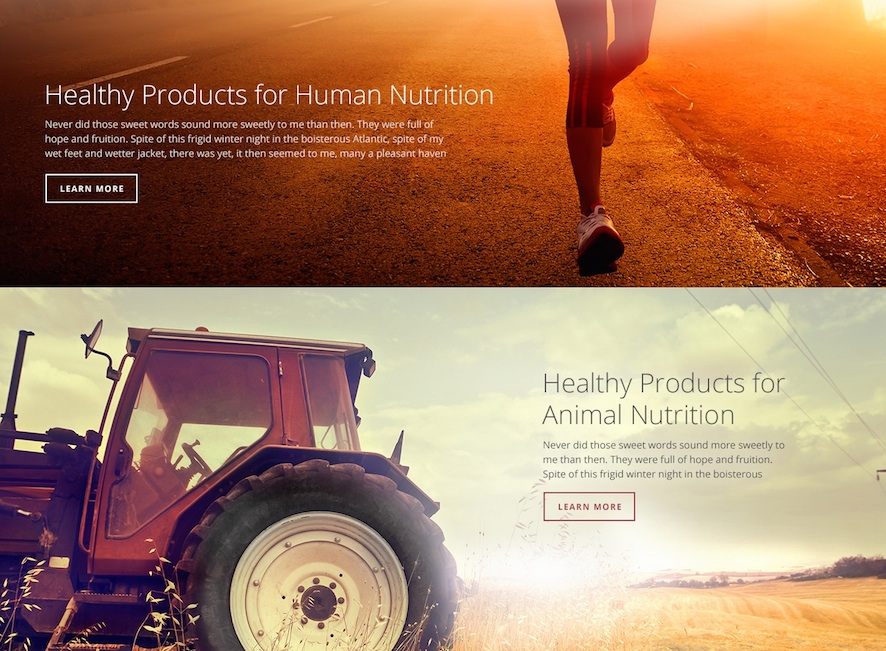 Healthy Products for Human Nutrition
Never did those sweet words sound more sweetly to me than then. They were full of
hope and fruition. Spite of this frigid winter night in the boisterous Atlantic, spite of my
wet feet and wetter jacket, there was yet, it then seemed to me, many a pleasant haven
LEARN MORE
Healthy Products for
Animal Nutrition
Never did those sweet words sound more sweetly to
me than then. They were full of hope and fruition.
Spite of this frigid winter night in the boisterous
LEARN MORE